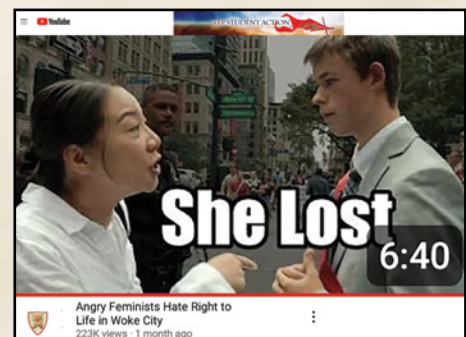 YouTube
TFP STUDENT ACTION
She Lost
6:40
Angry Feminists Hate Right to
Life in Woke City
223K views · 1 month ago